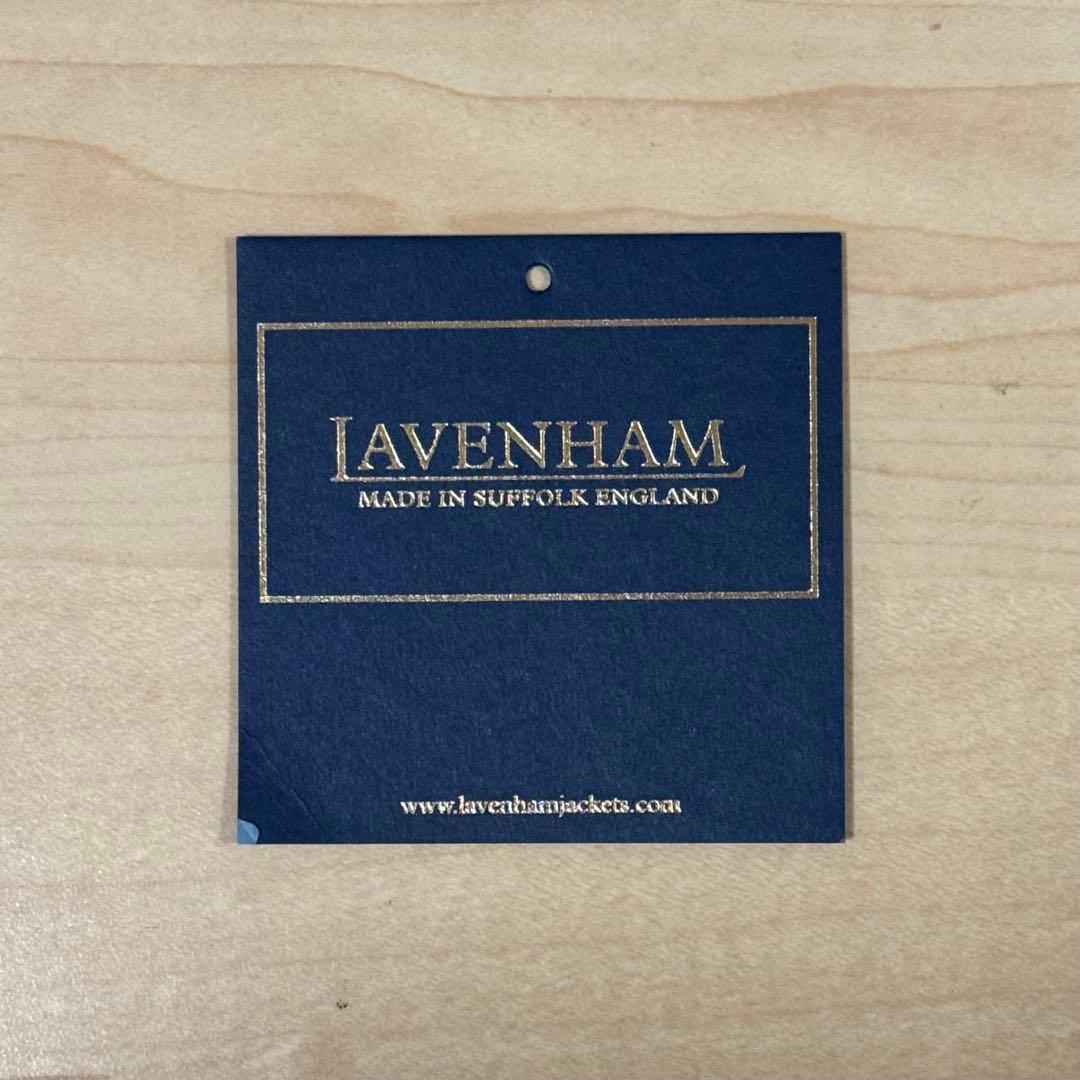 LAVENHAM
MADE IN SUFFOLK ENGLAND
www.lavenhamjackets.com